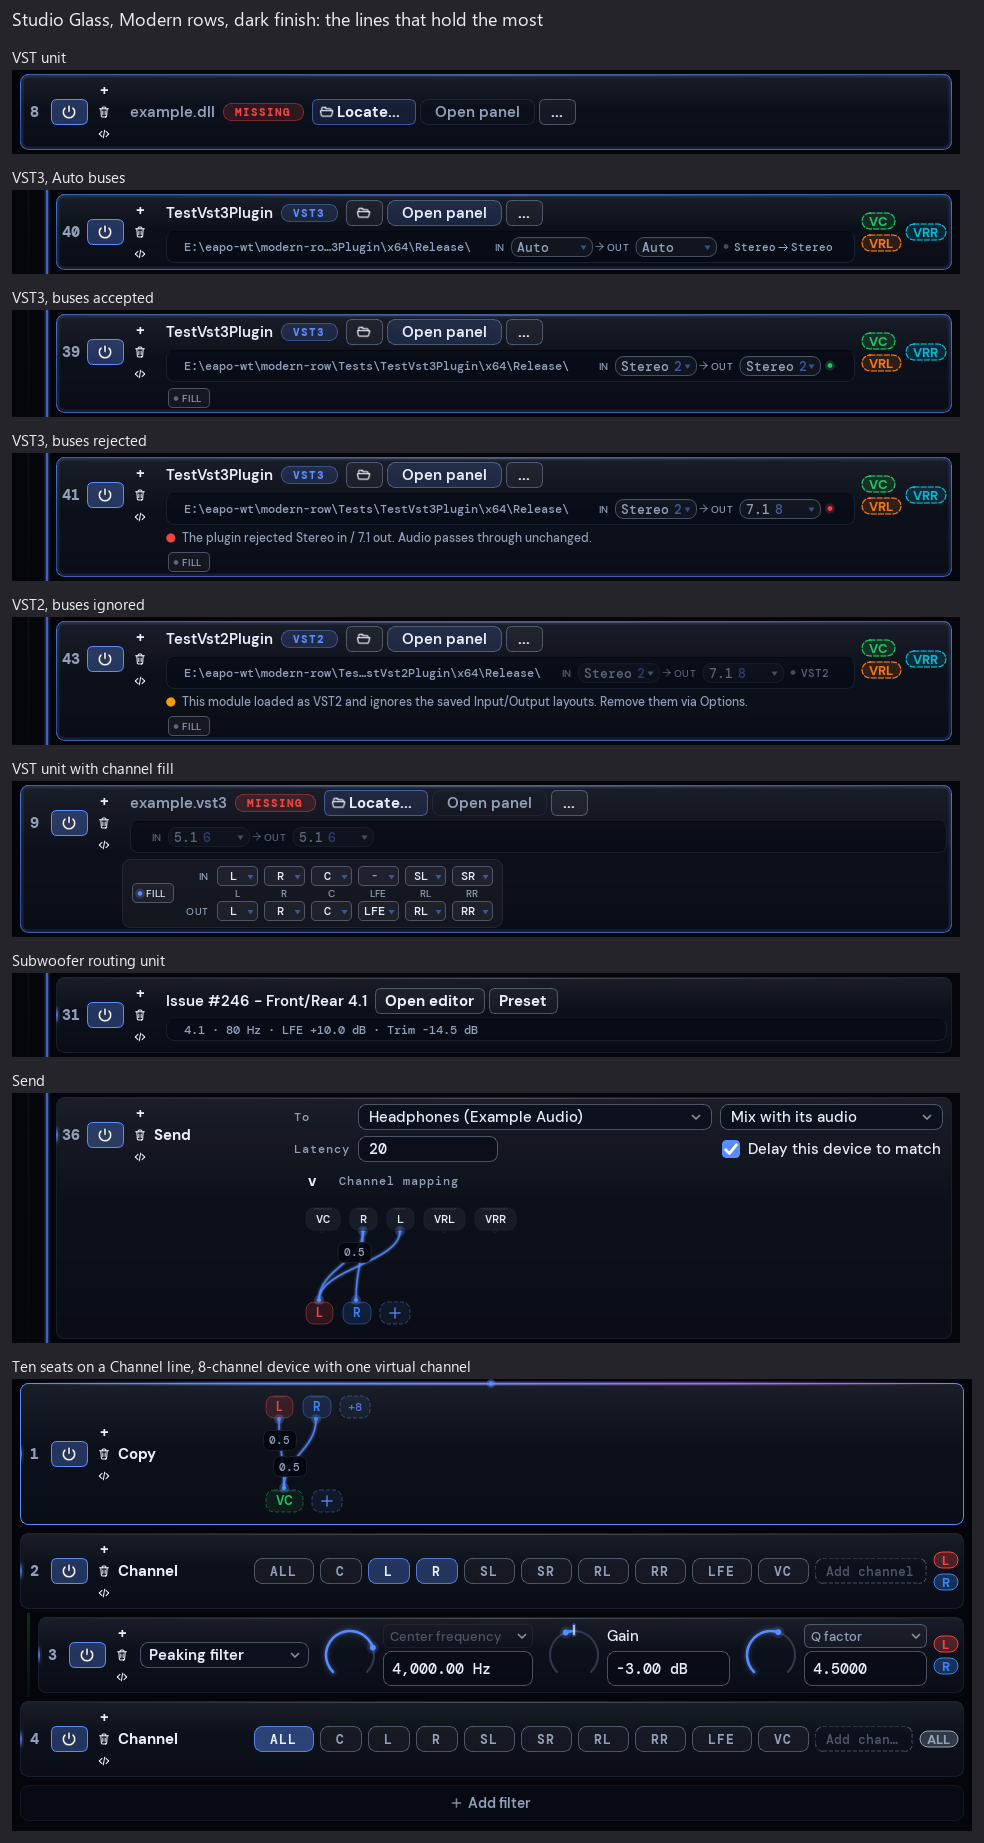 Studio Glass, Modern rows, dark finish: the lines that hold the most
VST unit
8 + example.dll MISSING Locate... Open panel ...
VST3, Auto buses
40 + TestVst3Plugin VST3 Open panel ... VC VRL VRR
E:\eapo-wt\modern-ro…3Plugin\x64\Release\ IN Auto → OUT Auto Stereo→Stereo
VST3, buses accepted
39 + TestVst3Plugin VST3 Open panel ... VC VRL VRR
E:\eapo-wt\modern-row\Tests\TestVst3Plugin\x64\Release\ IN Stereo 2 → OUT Stereo 2
FILL
VST3, buses rejected
41 + TestVst3Plugin VST3 Open panel ... VC VRL VRR
E:\eapo-wt\modern-row\Tests\TestVst3Plugin\x64\Release\ IN Stereo 2 → OUT 7.1 8
The plugin rejected Stereo in / 7.1 out. Audio passes through unchanged.
FILL
VST2, buses ignored
43 + TestVst2Plugin VST2 Open panel ... VC VRL VRR
E:\eapo-wt\modern-row\Tes…stVst2Plugin\x64\Release\ IN Stereo 2 → OUT 7.1 8 VST2
This module loaded as VST2 and ignores the saved Input/Output layouts. Remove them via Options.
FILL
VST unit with channel fill
9 + example.vst3 MISSING Locate... Open panel ...
IN 5.1 6 → OUT 5.1 6
IN L R C - SL SR
FILL L R C LFE RL RR
OUT L R C LFE RL RR
Subwoofer routing unit
31 + Issue #246 - Front/Rear 4.1 Open editor Preset
4.1 · 80 Hz · LFE +10.0 dB · Trim -14.5 dB
Send
36 + Send To Headphones (Example Audio) Mix with its audio
Latency 20 Delay this device to match
v Channel mapping
VC R L VRL VRR
0.5
L R +
Ten seats on a Channel line, 8-channel device with one virtual channel
L R +8
0.5
1 + Copy
0.5
VC +
2 + Channel ALL C L R SL SR RL RR LFE VC Add channel L R
3 + Peaking filter Center frequency 4,000.00 Hz Gain -3.00 dB Q factor 4.5000 L R
4 + Channel ALL C L R SL SR RL RR LFE VC Add chan… ALL
+ Add filter